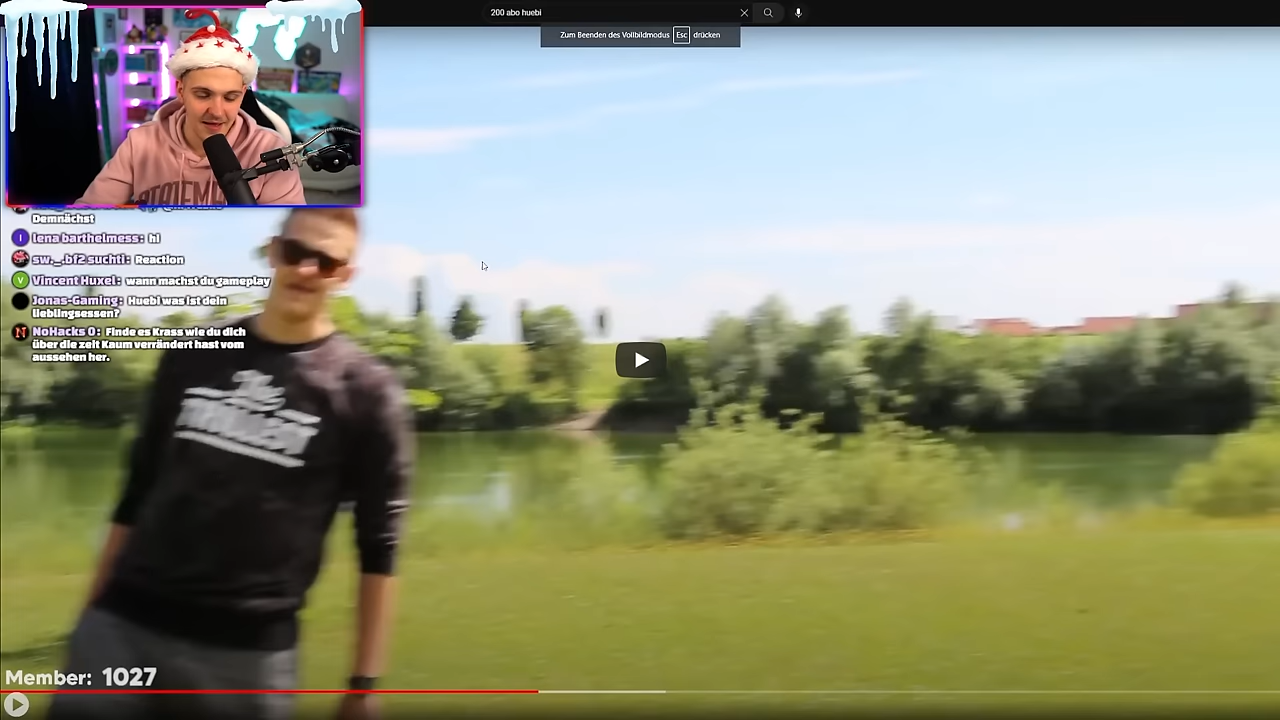 200 abo huebi
Zum Beenden des Vollbildmodus Esc drücken
Demnächst
lena barthelmess: hi
sw._.bf2 suchti: Reaction
Vincent Huxel: wann machst du gameplay
Jonas-Gaming: Huebi was ist dein
lieblingsessen?
NoHacks 0: Finde es Krass wie du dich
über die zeit Kaum verrändert hast vom
aussehen her.
Member: 1027